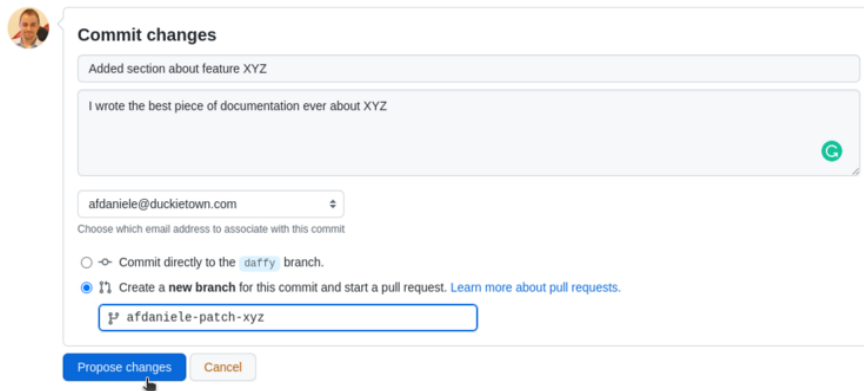 Commit changes
Added section about feature XYZ
I wrote the best piece of documentation ever about XYZ
afdaniele@duckietown.com
Choose which email address to associate with this commit
Commit directly to the daffy branch.
Create a new branch for this commit and start a pull request. Learn more about pull requests.
afdaniele-patch-xyz
Propose changes Cancel